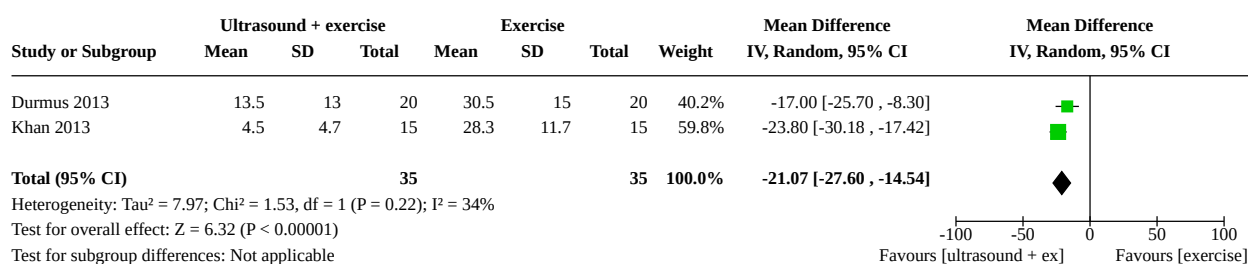 Ultrasound + exercise Exercise Mean Difference Mean Difference
Study or Subgroup Mean SD Total Mean SD Total Weight IV, Random, 95% CI IV, Random, 95% CI
Durmus 2013 13.5 13 20 30.5 15 20 40.2% -17.00 [-25.70 , -8.30]
Khan 2013 4.5 4.7 15 28.3 11.7 15 59.8% -23.80 [-30.18 , -17.42]
Total (95% CI) 35 35 100.0% -21.07 [-27.60 , -14.54]
Heterogeneity: Tau² = 7.97; Chi² = 1.53, df = 1 (P = 0.22); I² = 34%
Test for overall effect: Z = 6.32 (P < 0.00001) -100 -50 0 50 100
Test for subgroup differences: Not applicable Favours [ultrasound + ex] Favours [exercise]